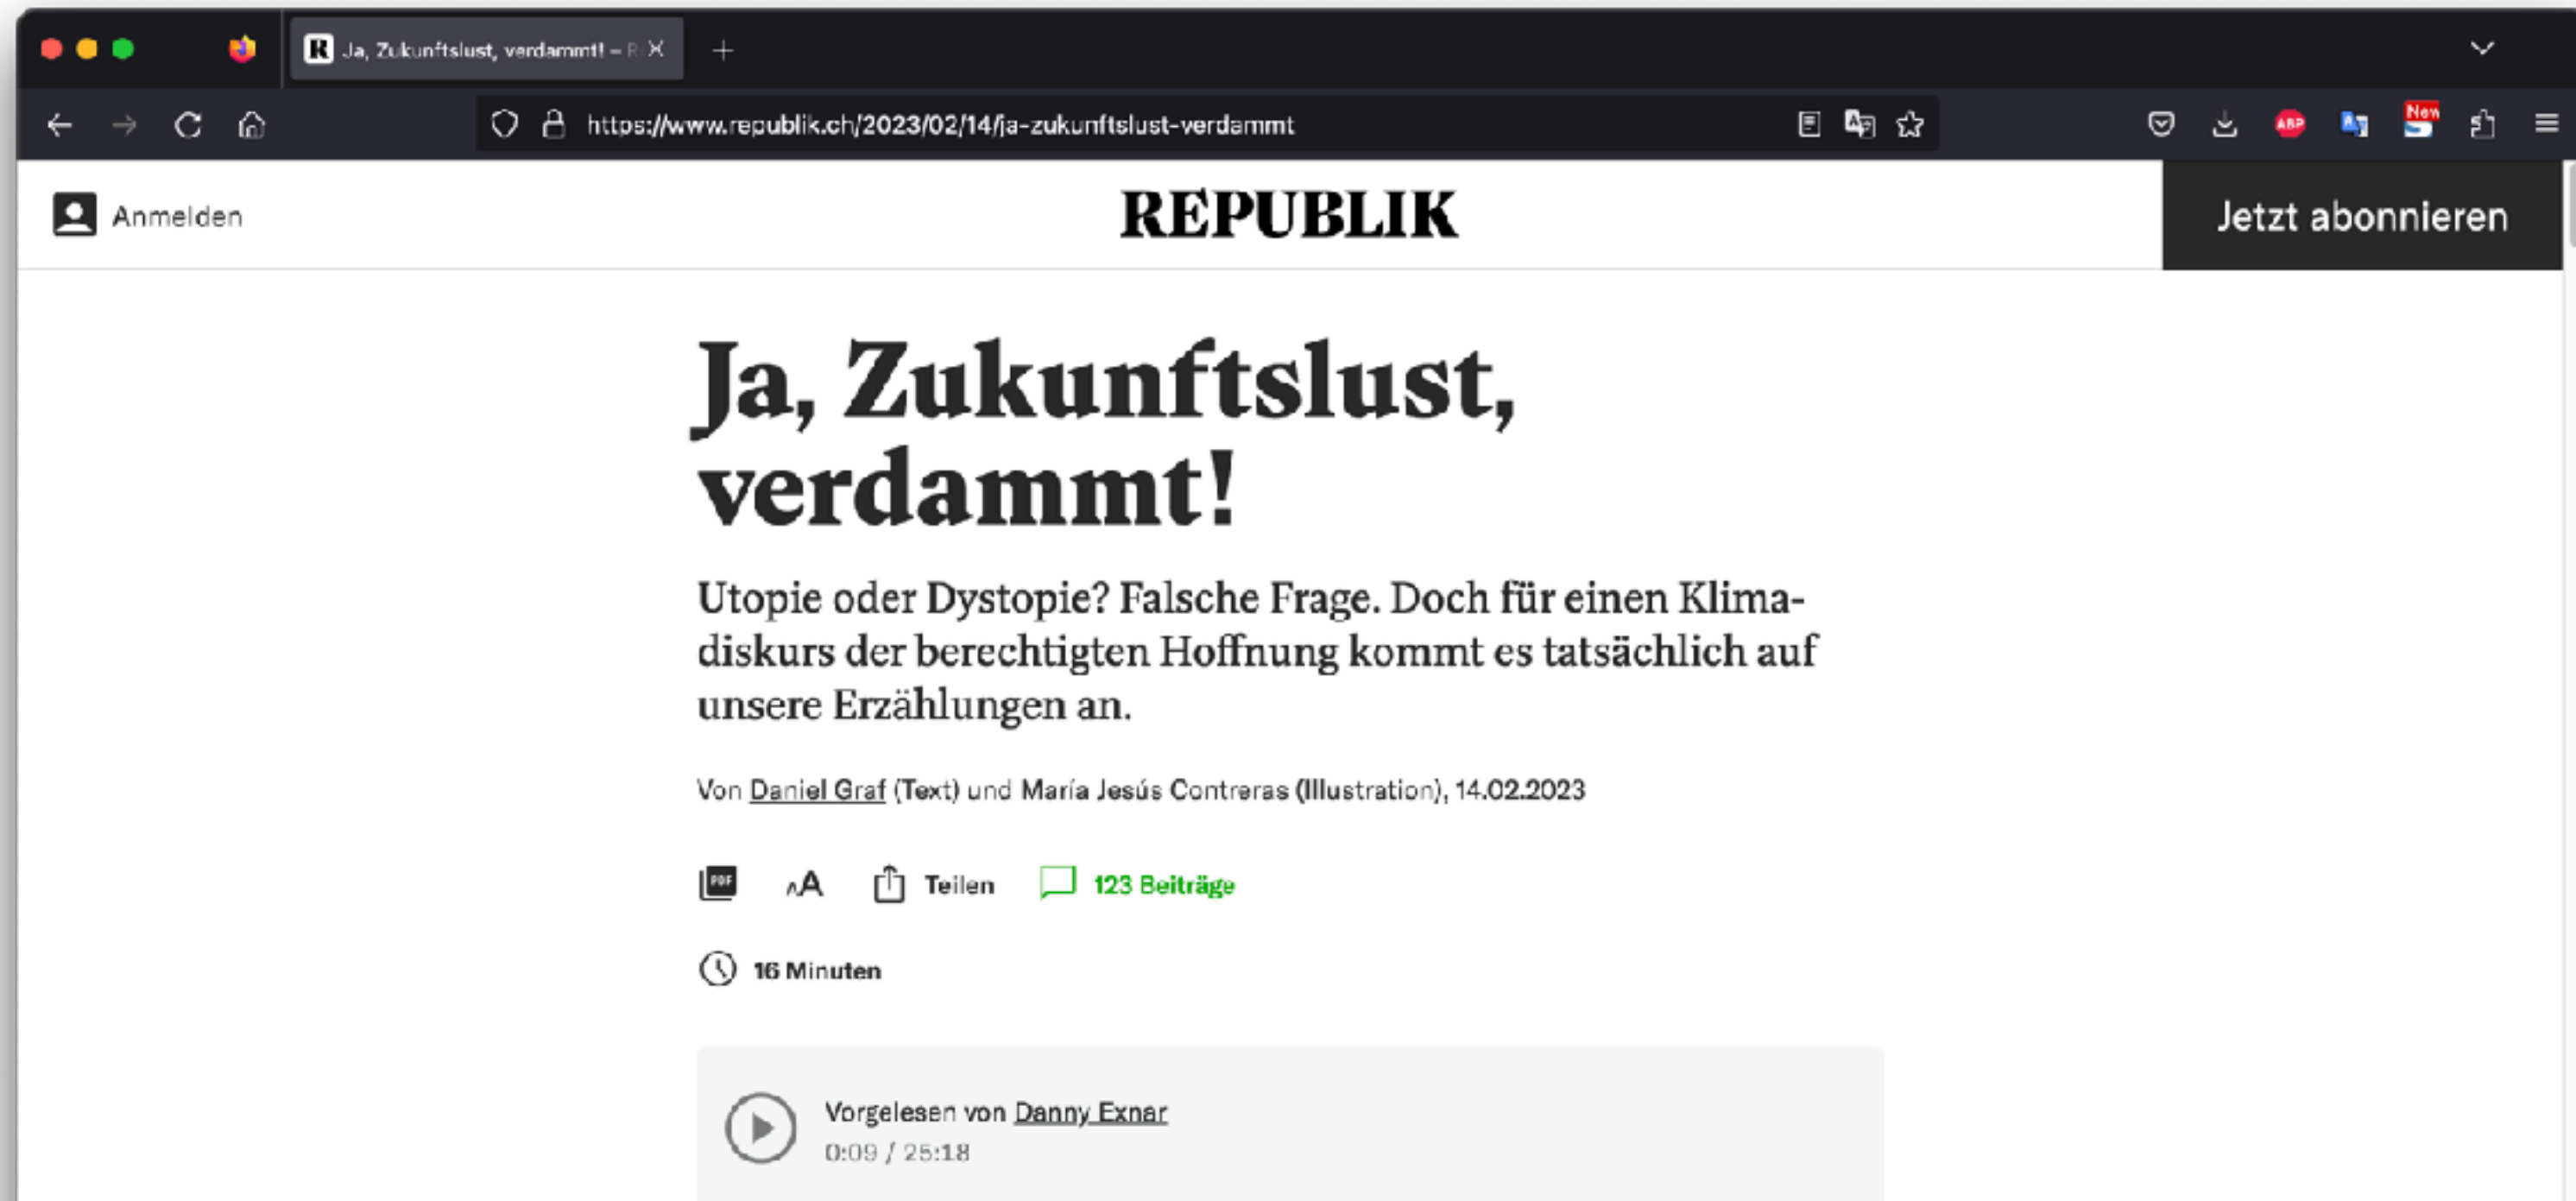 Ja, Zukunftslust, verdammt! – R
https://www.republik.ch/2023/02/14/ja-zukunftslust-verdammt
ABP
New
Anmelden
REPUBLIK
Jetzt abonnieren
Ja, Zukunftslust,
verdammt!
Utopie oder Dystopie? Falsche Frage. Doch für einen Klima-
diskurs der berechtigten Hoffnung kommt es tatsächlich auf
unsere Erzählungen an.
Von Daniel Graf (Text) und María Jesús Contreras (Illustration), 14.02.2023
PDF
AA
Teilen
123 Beiträge
16 Minuten
Vorgelesen von Danny Exnar
0:09 / 25:18